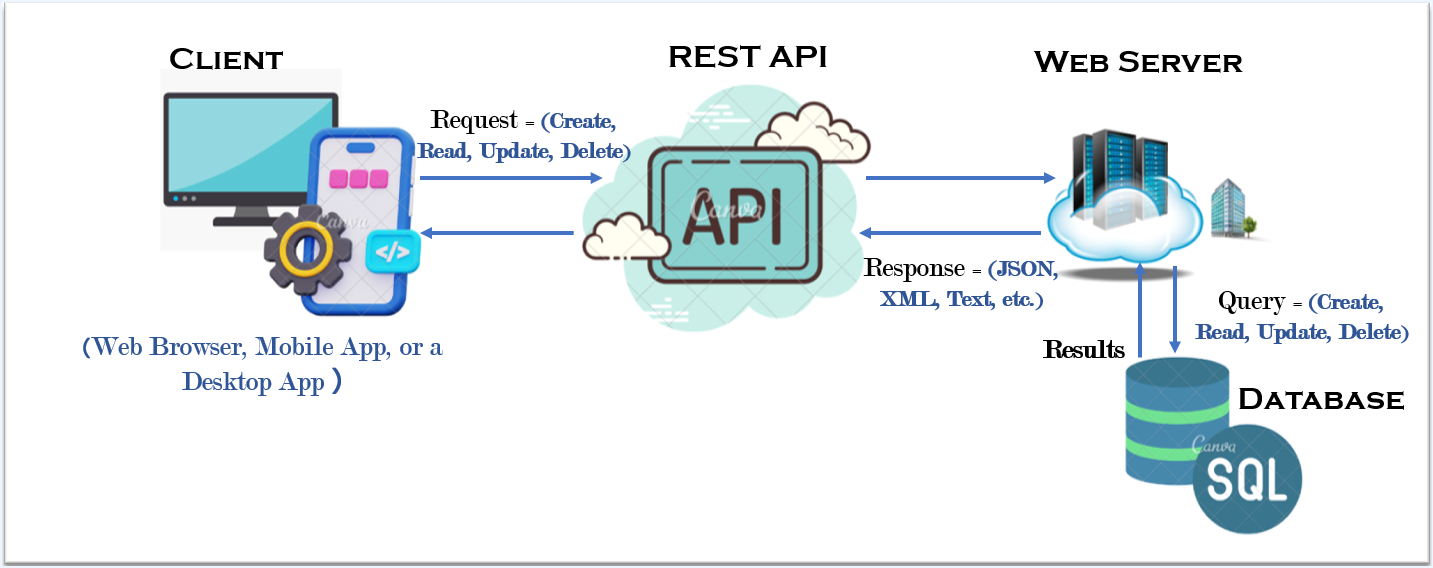 CLIENT
REST API
WEB SERVER
Request = (Create,
Read, Update, Delete)
Canva
</>
Canva
API
Response = (JSON,
XML, Text, etc.)
Query = (Create,
Read, Update, Delete)
Results
(Web Browser, Mobile App, or a
Desktop App )
DATABASE
Canva
SQL